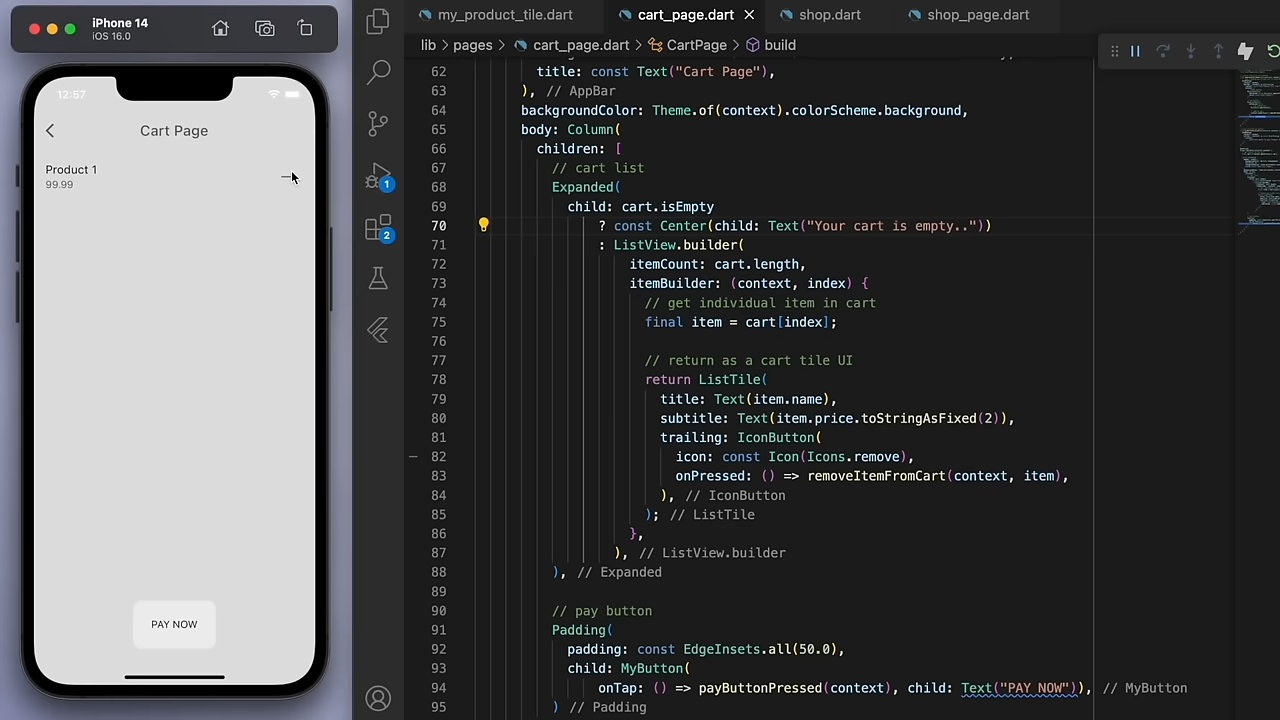 iPhone 14
iOS 16.0
12:57
Cart Page
Product 1
99.99
PAY NOW
1
2
my_product_tile.dart
cart_page.dart
shop.dart
shop_page.dart
lib > pages > cart_page.dart > CartPage > build
62 title: const Text("Cart Page"),
63 ), // AppBar
64 backgroundColor: Theme.of(context).colorScheme.background,
65 body: Column(
66 children: [
67 // cart list
68 Expanded(
69 child: cart.isEmpty
70 ? const Center(child: Text("Your cart is empty.."))
71 : ListView.builder(
72 itemCount: cart.length,
73 itemBuilder: (context, index) {
74 // get individual item in cart
75 final item = cart[index];
76
77 // return as a cart tile UI
78 return ListTile(
79 title: Text(item.name),
80 subtitle: Text(item.price.toStringAsFixed(2)),
81 trailing: IconButton(
82 icon: const Icon(Icons.remove),
83 onPressed: () => removeItemFromCart(context, item),
84 ), // IconButton
85 ); // ListTile
86 },
87 ), // ListView.builder
88 ), // Expanded
89
90 // pay button
91 Padding(
92 padding: const EdgeInsets.all(50.0),
93 child: MyButton(
94 onTap: () => payButtonPressed(context), child: Text("PAY NOW")), // MyButton
95 ) // Padding